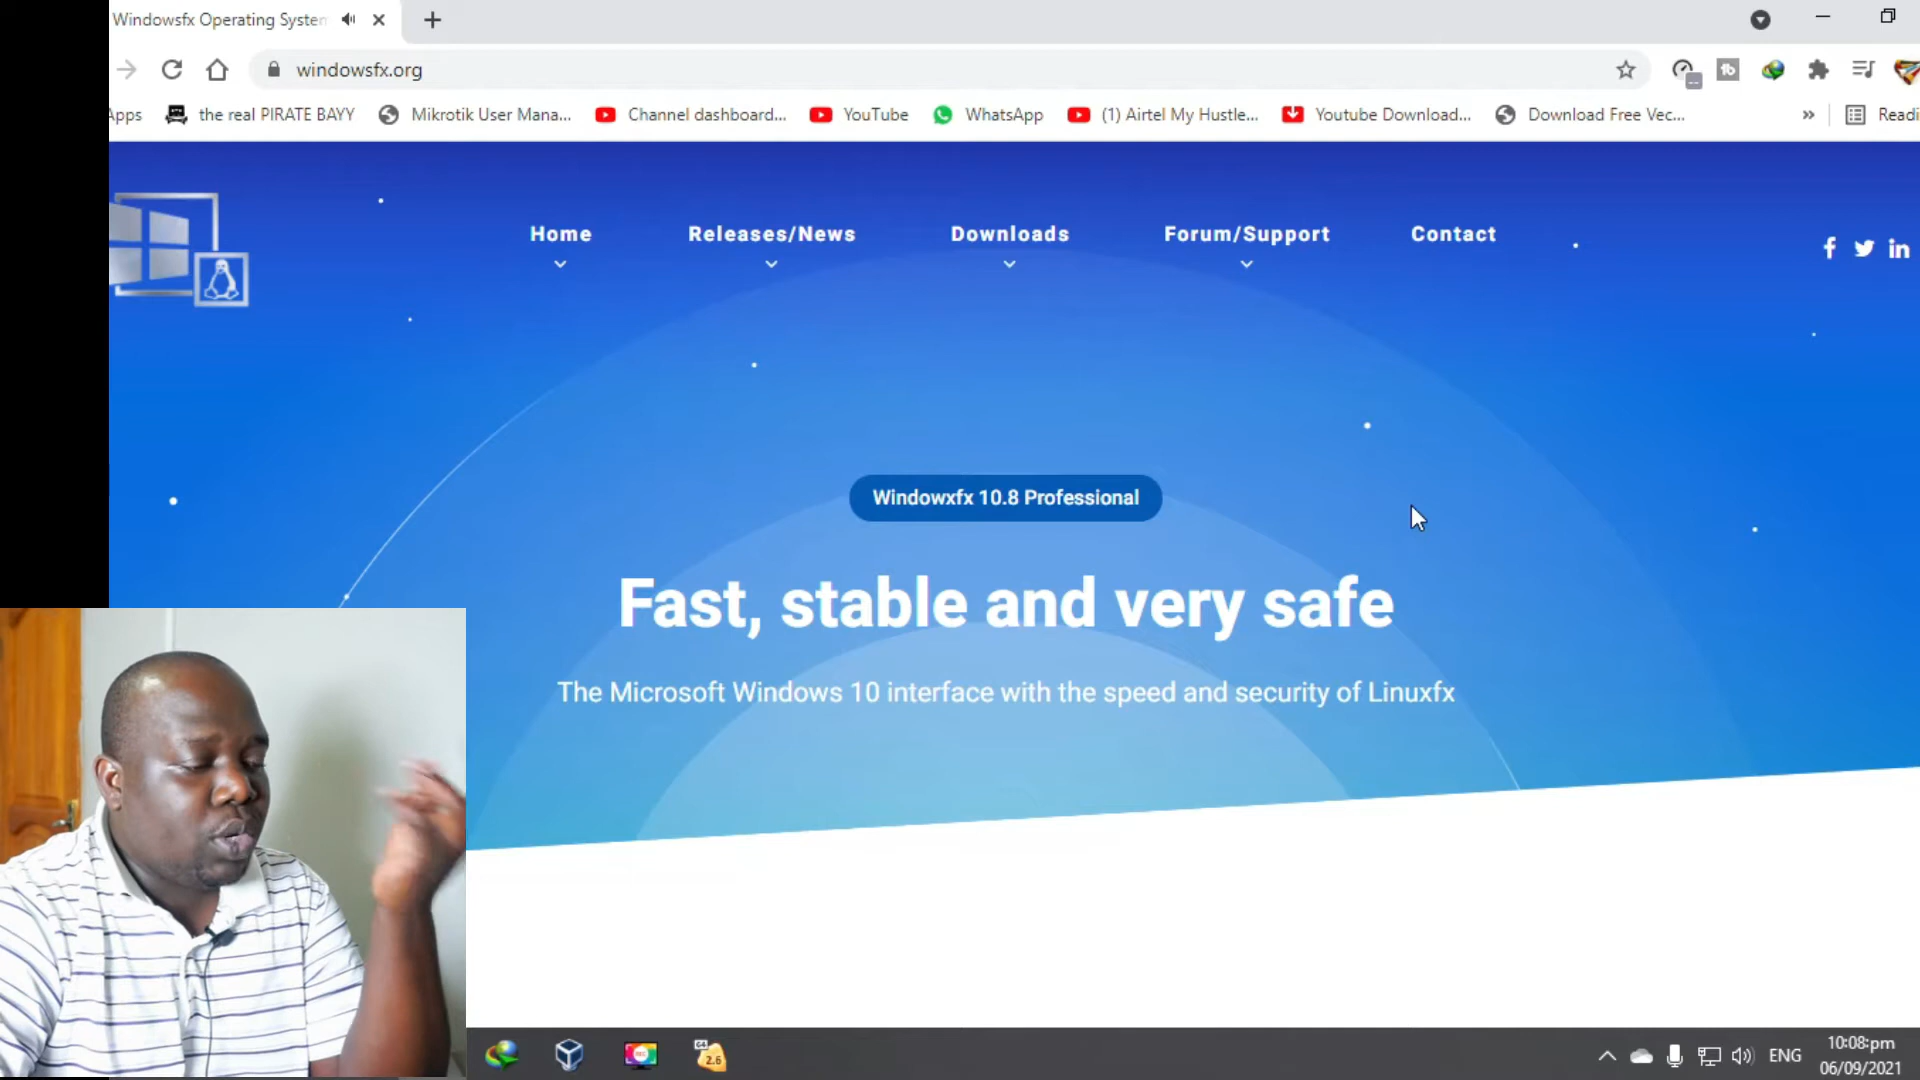 Windowsfx Operating System
windowsfx.org
Apps
the real PIRATE BAYY
Mikrotik User Mana...
Channel dashboard...
YouTube
WhatsApp
(1) Airtel My Hustle...
Youtube Download...
Download Free Vec...
»
Readi
Home
Releases/News
Downloads
Forum/Support
Contact
Windowxfx 10.8 Professional
Fast, stable and very safe
The Microsoft Windows 10 interface with the speed and security of Linuxfx
ENG
10:08:pm
06/09/2021